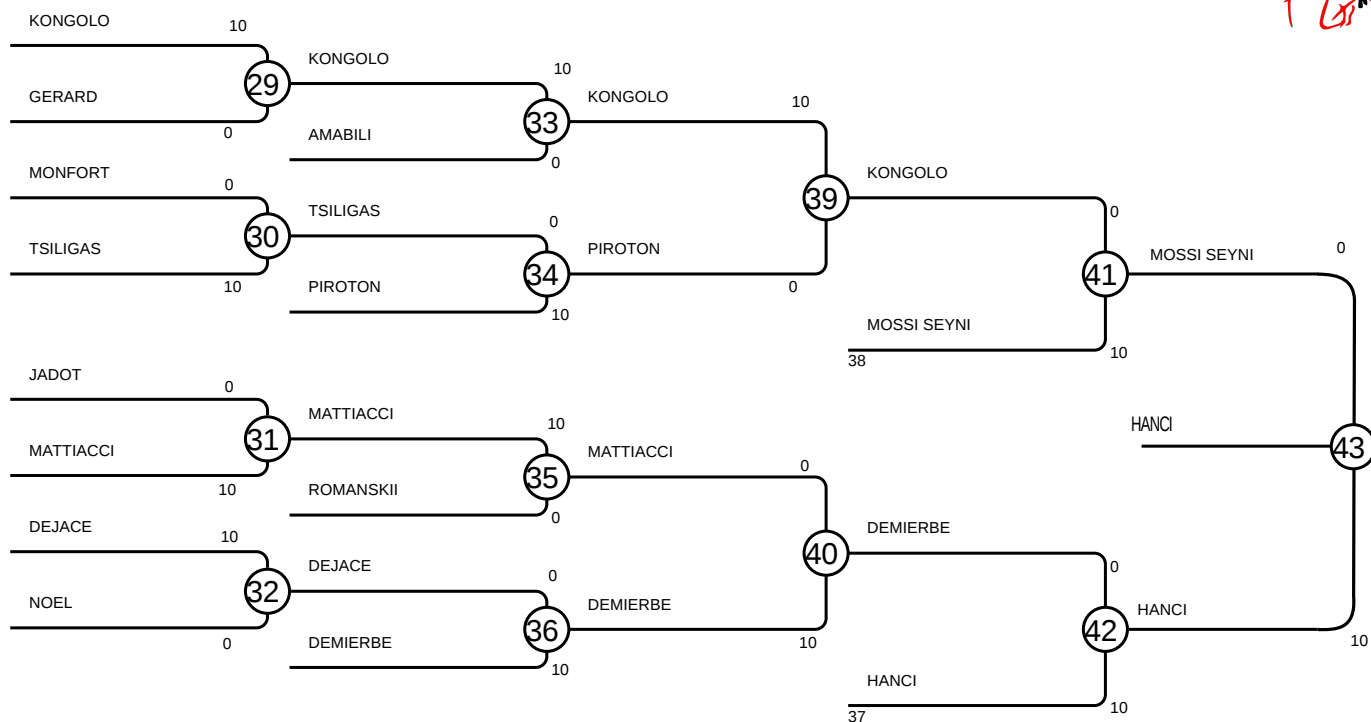 KONGOLO 10
29
GERARD 0
MONFORT 0
30
TSILIGAS 10
JADOT 0
31
MATTIACCI 10
DEJACE 10
32
NOEL 0
KONGOLO 10
33
AMABILI 0
TSILIGAS 0
34
PIROTON 10
MATTIACCI 10
35
ROMANSKII 0
DEJACE 0
36
DEMIERBE 10
KONGOLO 10
39
PIROTON 0
MATTIACCI 0
40
DEMIERBE 10
KONGOLO 0
41
MOSSI SEYNI 10
38
DEMIERBE 0
42
HANCI 10
37
MOSSI SEYNI 0
HANCI 43
HANCI 10